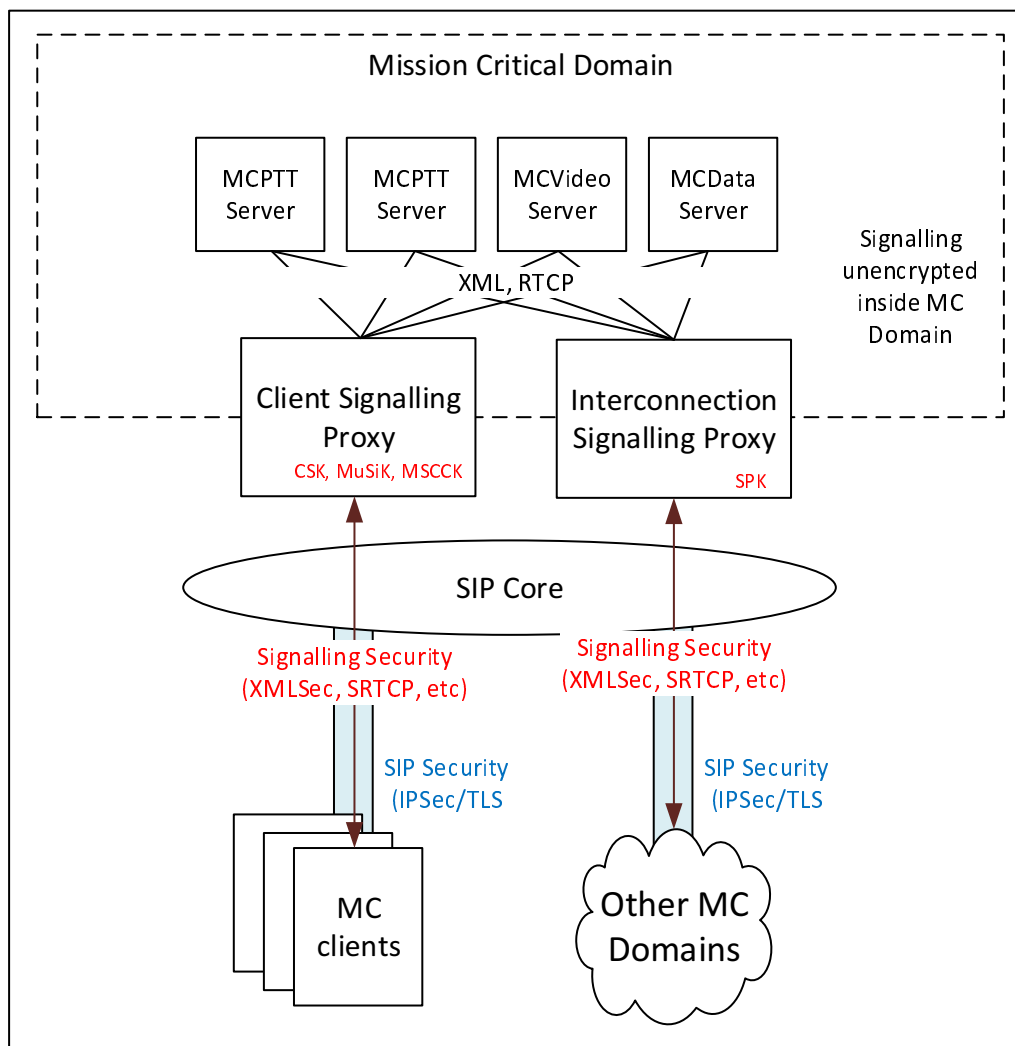 Mission Critical Domain
MCPTT
Server
MCPTT
Server
MCVideo
Server
MCData
Server
Signalling
unencrypted
inside MC
Domain
XML, RTCP
Client Signalling
Proxy
CSK, MuSiK, MSCCK
Interconnection
Signalling Proxy
SPK
SIP Core
Signalling Security
(XMLSec, SRTCP, etc)
Signalling Security
(XMLSec, SRTCP, etc)
SIP Security
(IPSec/TLS
SIP Security
(IPSec/TLS
MC
clients
Other MC
Domains